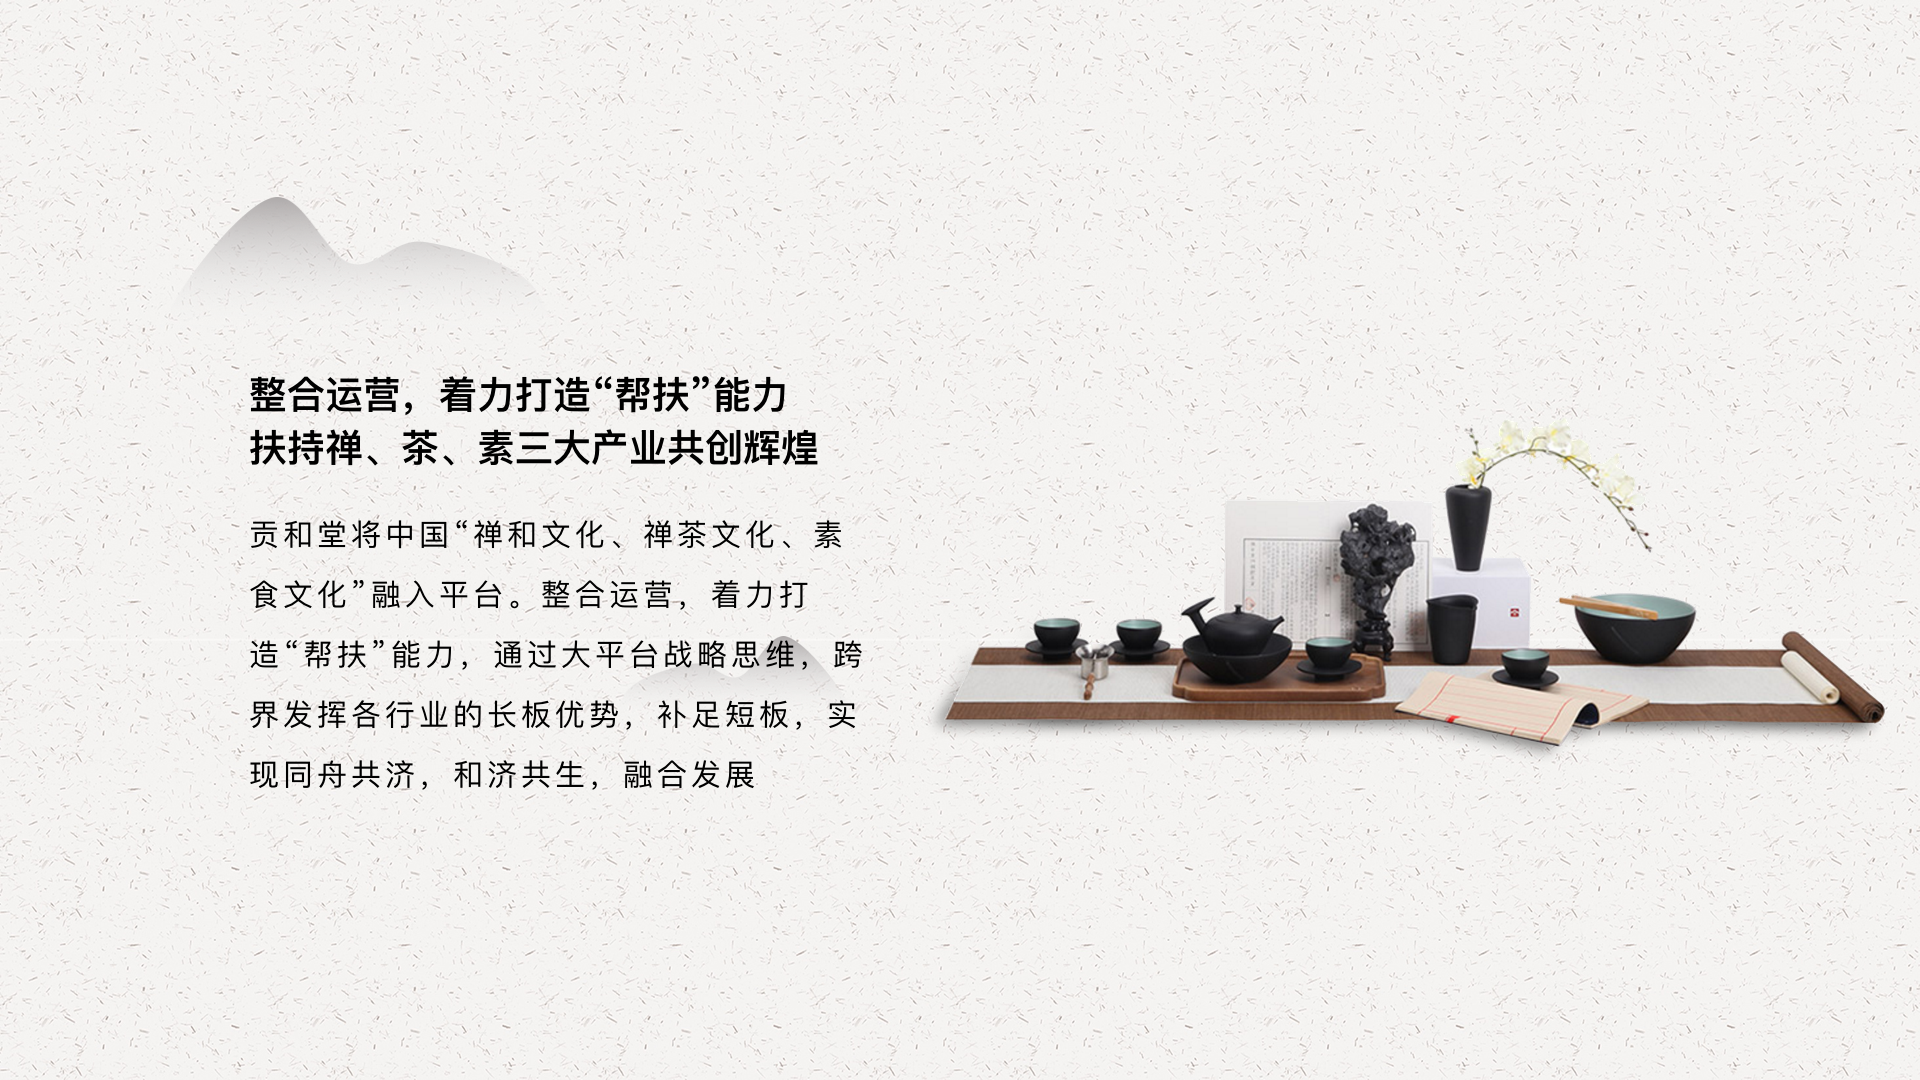 整合运营，着力打造“帮扶”能力
扶持禅、茶、素三大产业共创辉煌
贡和堂将中国“禅和文化、禅茶文化、素
食文化”融入平台。整合运营，着力打
造“帮扶”能力，通过大平台战略思维，跨
界发挥各行业的长板优势，补足短板，实
现同舟共济，和济共生，融合发展